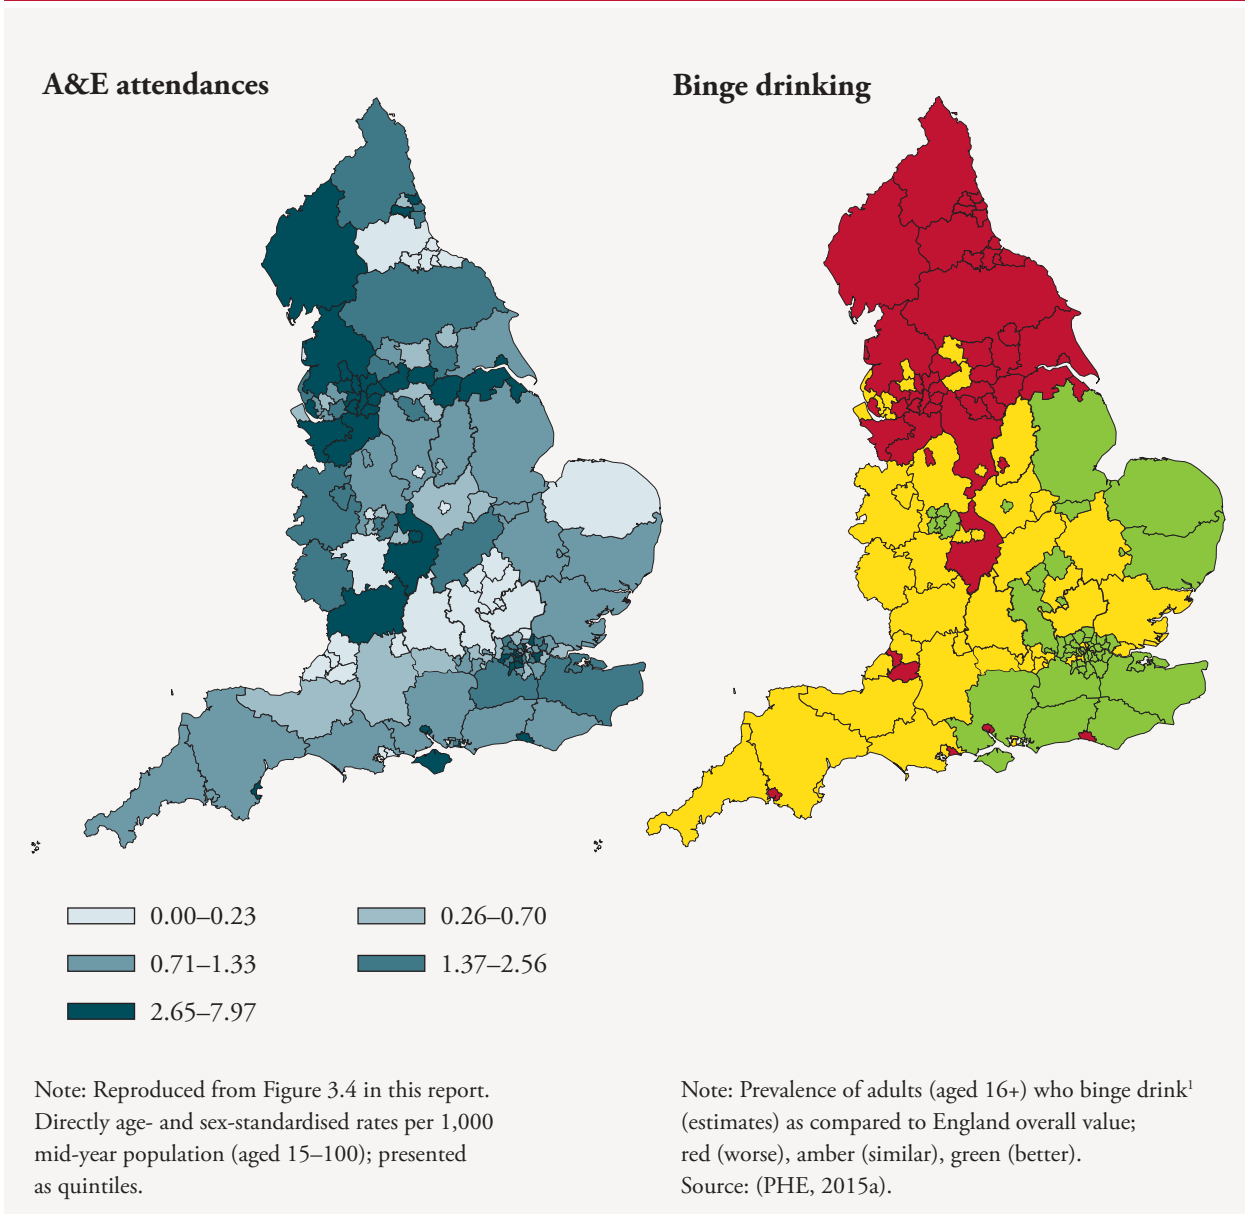 A&E attendances
Binge drinking
0.00–0.23
0.26–0.70
0.71–1.33
1.37–2.56
2.65–7.97
Note: Reproduced from Figure 3.4 in this report.
Directly age- and sex-standardised rates per 1,000
mid-year population (aged 15–100); presented
as quintiles.
Note: Prevalence of adults (aged 16+) who binge drink¹
(estimates) as compared to England overall value;
red (worse), amber (similar), green (better).
Source: (PHE, 2015a).